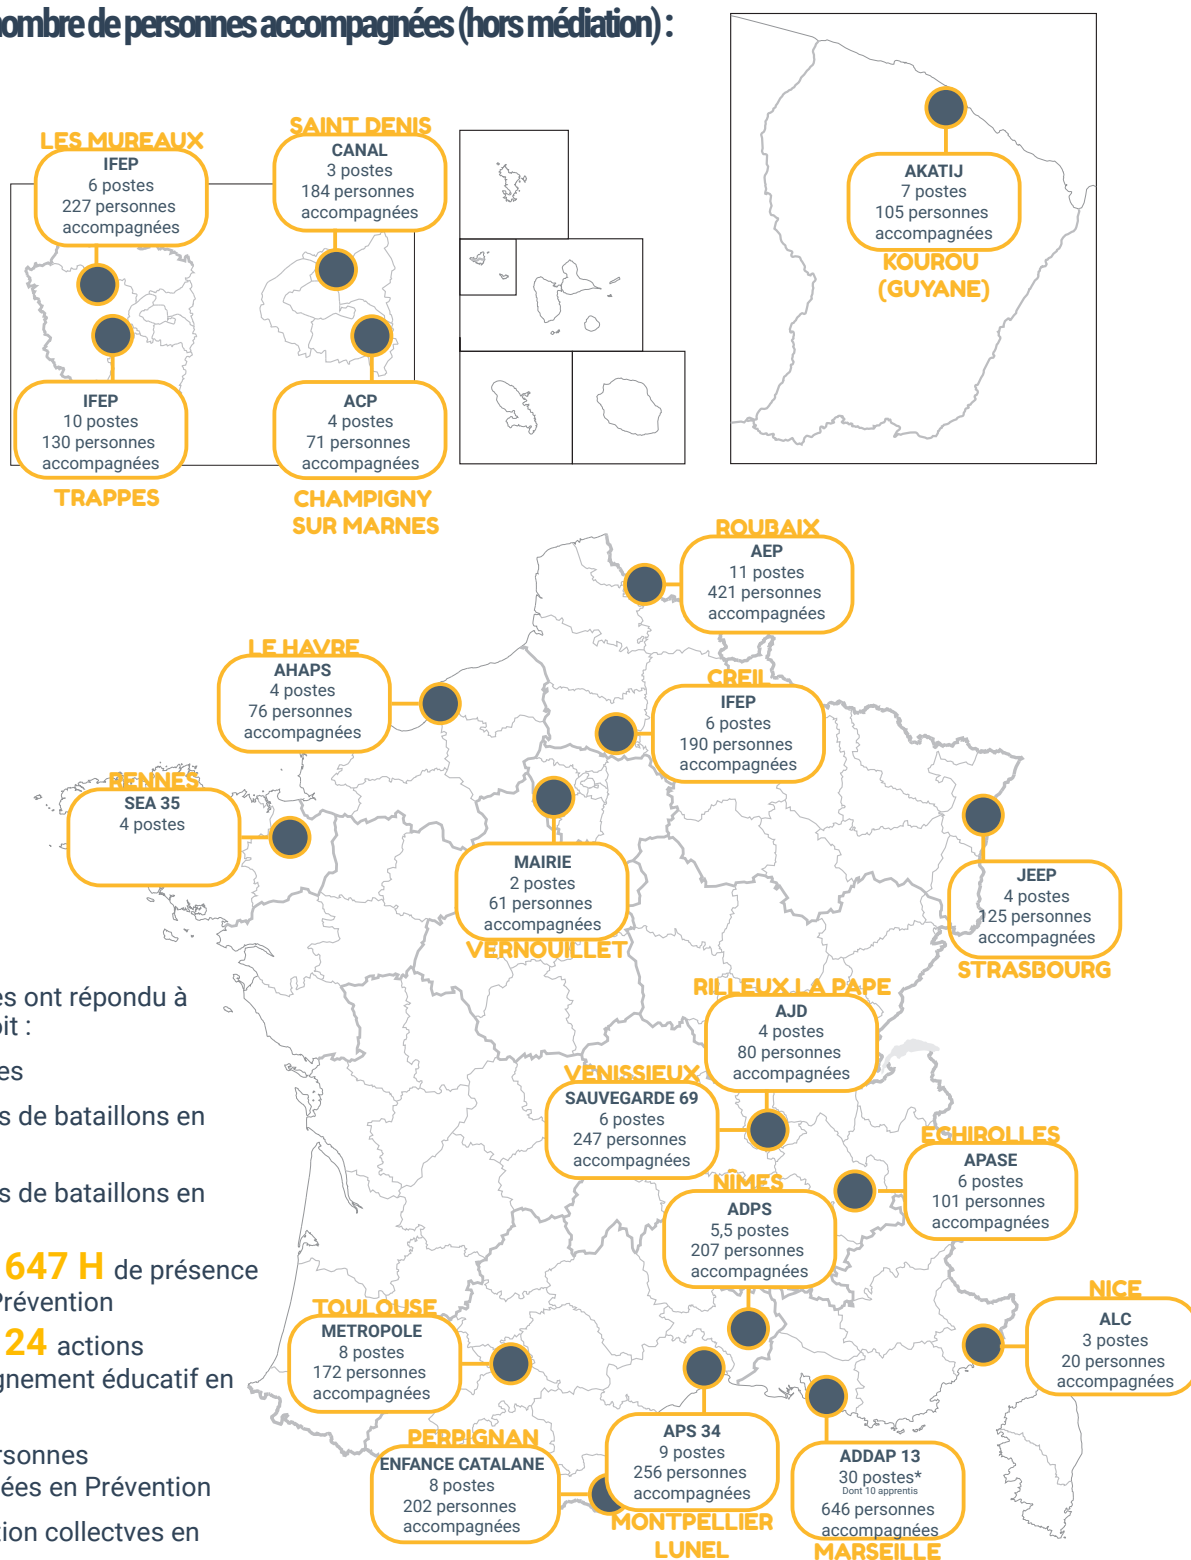 nombre de personnes accompagnées (hors médiation) :
LES MUREAUX
IFEP
6 postes
227 personnes
accompagnées
SAINT DENIS
CANAL
3 postes
184 personnes
accompagnées
AKATIJ
7 postes
105 personnes
accompagnées
KOUROU
(GUYANE)
IFEP
10 postes
130 personnes
accompagnées
TRAPPES
ACP
4 postes
71 personnes
accompagnées
CHAMPIGNY
SUR MARNES
ROUBAIX
AEP
11 postes
421 personnes
accompagnées
LE HAVRE
AHAPS
4 postes
76 personnes
accompagnées
CREIL
IFEP
6 postes
190 personnes
accompagnées
RENNES
SEA 35
4 postes
MAIRIE
2 postes
61 personnes
accompagnées
VERNOUILLET
JEEP
4 postes
125 personnes
accompagnées
STRASBOURG
RILLEUX LA PAPE
AJD
4 postes
80 personnes
accompagnées
VÉNISSIEUX
SAUVEGARDE 69
6 postes
247 personnes
accompagnées
ECHIROLLES
APASE
6 postes
101 personnes
accompagnées
NÎMES
ADPS
5,5 postes
207 personnes
accompagnées
NICE
ALC
3 postes
20 personnes
accompagnées
TOULOUSE
METROPOLE
8 postes
172 personnes
accompagnées
PERPIGNAN
ENFANCE CATALANE
8 postes
202 personnes
accompagnées
APS 34
9 postes
256 personnes
accompagnées
MONTPELLIER
LUNEL
ADDAP 13
30 postes*
Dont 10 apprentis
646 personnes
accompagnées
MARSEILLE
es ont répondu à
oit :
es
s de bataillons en
s de bataillons en
647 H de présence
Prévention
24 actions
gnement éducatif en
ersonnes
ées en Prévention
tion collectves en